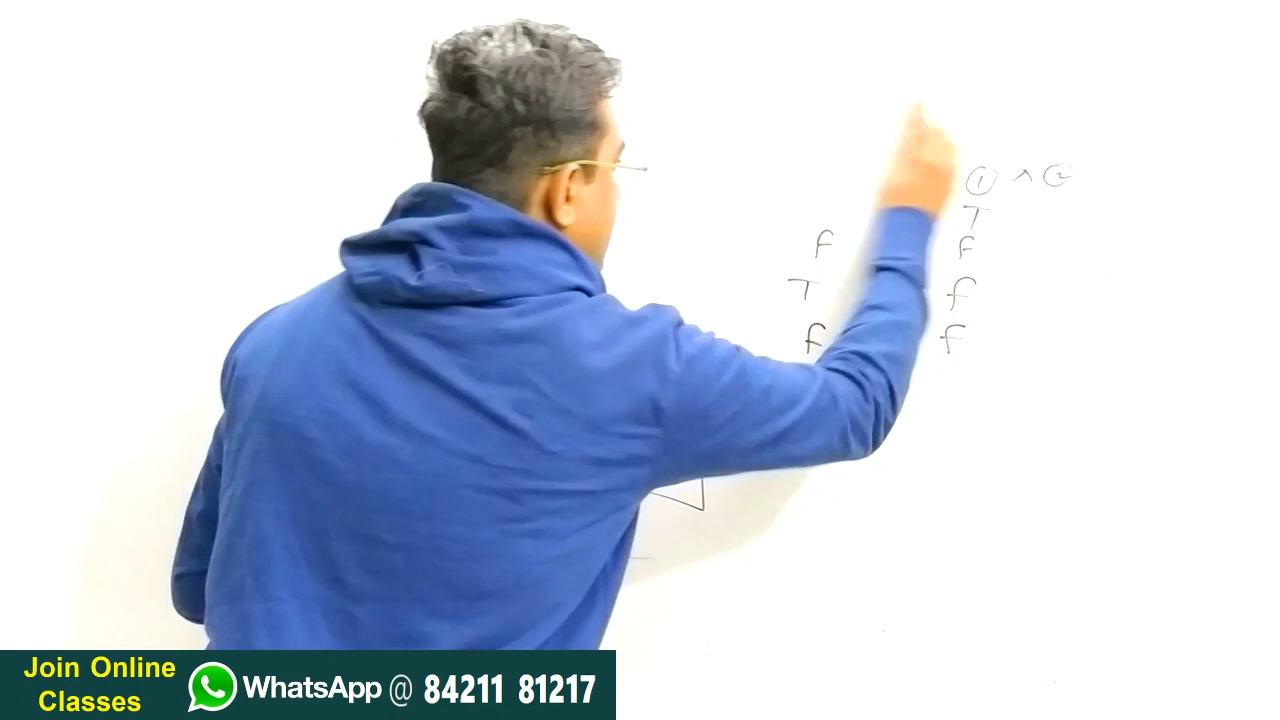 ① ∧ ②
T
F F
T F
F F
Join Online
Classes
WhatsApp @ 84211 81217